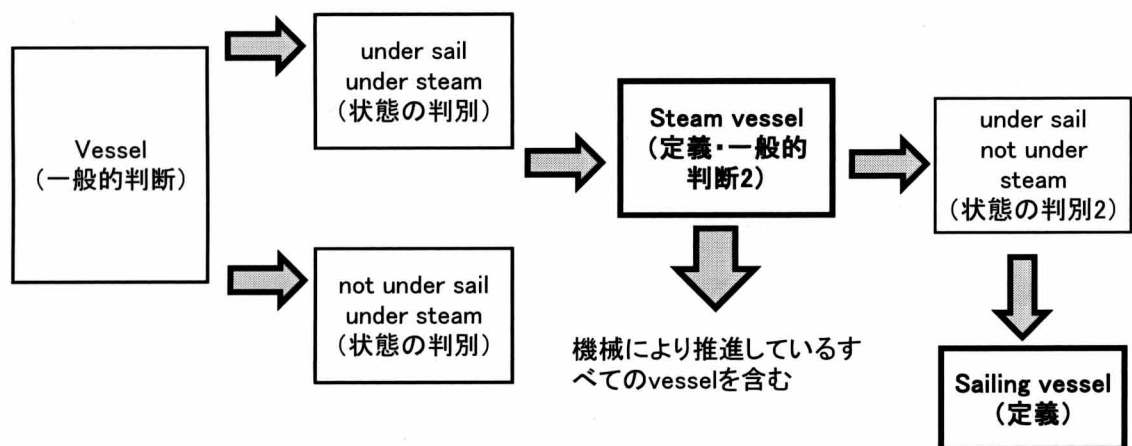 Vessel
（一般的判断）
under sail
under steam
（状態の判別）
not under sail
under steam
（状態の判別）
Steam vessel
（定義・一般的
判断2）
機械により推進しているす
べてのvesselを含む
under sail
not under
steam
（状態の判別2）
Sailing vessel
（定義）